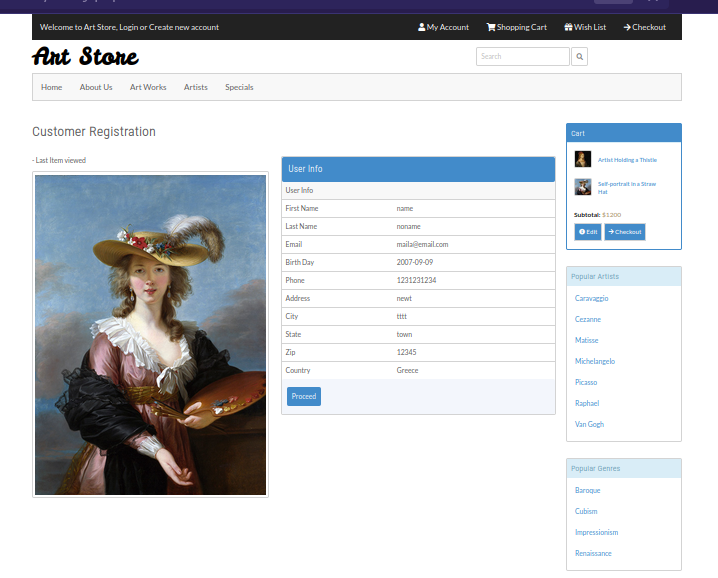 Welcome to Art Store, Login or Create new account
My Account Shopping Cart Wish List Checkout
Art Store
Search
Home About Us Art Works Artists Specials
Customer Registration
- Last Item viewed
User Info
User Info
First Name name
Last Name noname
Email maila@email.com
Birth Day 2007-09-09
Phone 1231231234
Address newt
City tttt
State town
Zip 12345
Country Greece
Proceed
Cart
Artist Holding a Thistle
Self-portrait in a Straw
Hat
Subtotal: $1200
Edit Checkout
Popular Artists
Caravaggio
Cezanne
Matisse
Michelangelo
Picasso
Raphael
Van Gogh
Popular Genres
Baroque
Cubism
Impressionism
Renaissance